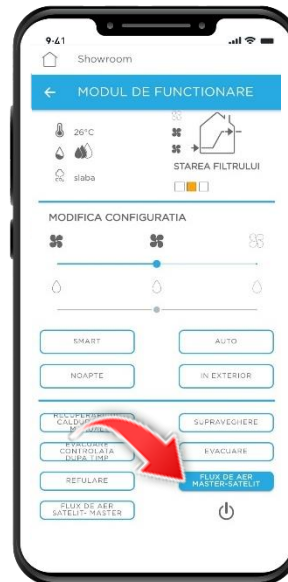 9:41
Showroom
MODUL DE FUNCTIONARE
26°C
slaba
STAREA FILTRULUI
MODIFICA CONFIGURATIA
SMART
AUTO
NOAPTE
IN EXTERIOR
SUPRAVEGHERE
EVACUARE
CONTROLATA
DUPA TIMP
EVACUARE
REFULARE
FLUX DE AER
MASTER-SATELIT
FLUX DE AER
SATELIT- MASTER